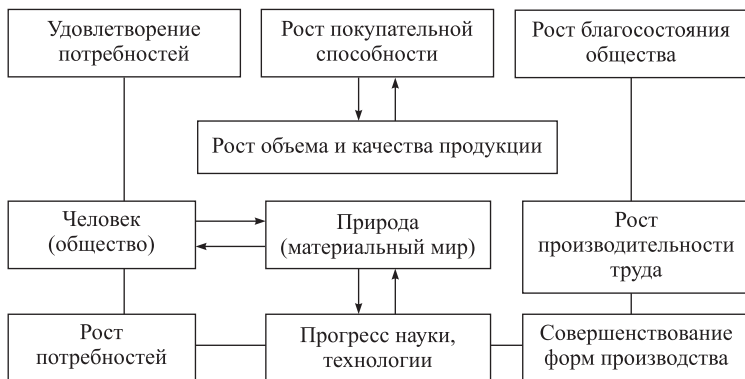 Удовлетворение
потребностей
Рост покупательной
способности
Рост благосостояния
общества
Рост объема и качества продукции
Человек
(общество)
Природа
(материальный мир)
Рост
производительности
труда
Рост
потребностей
Прогресс науки,
технологии
Совершенствование
форм производства